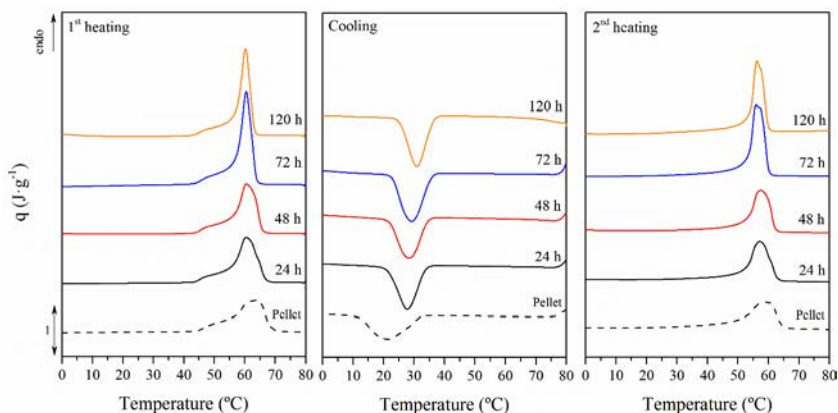 1st heating
Cooling
2nd heating
endo
q (J·g-1)
1
120 h
72 h
48 h
24 h
Pellet
120 h
72 h
48 h
24 h
Pellet
120 h
72 h
48 h
24 h
Pellet
0 10 20 30 40 50 60 70 80
0 10 20 30 40 50 60 70 80
0 10 20 30 40 50 60 70 80
Temperature (ºC)
Temperature (ºC)
Temperature (ºC)